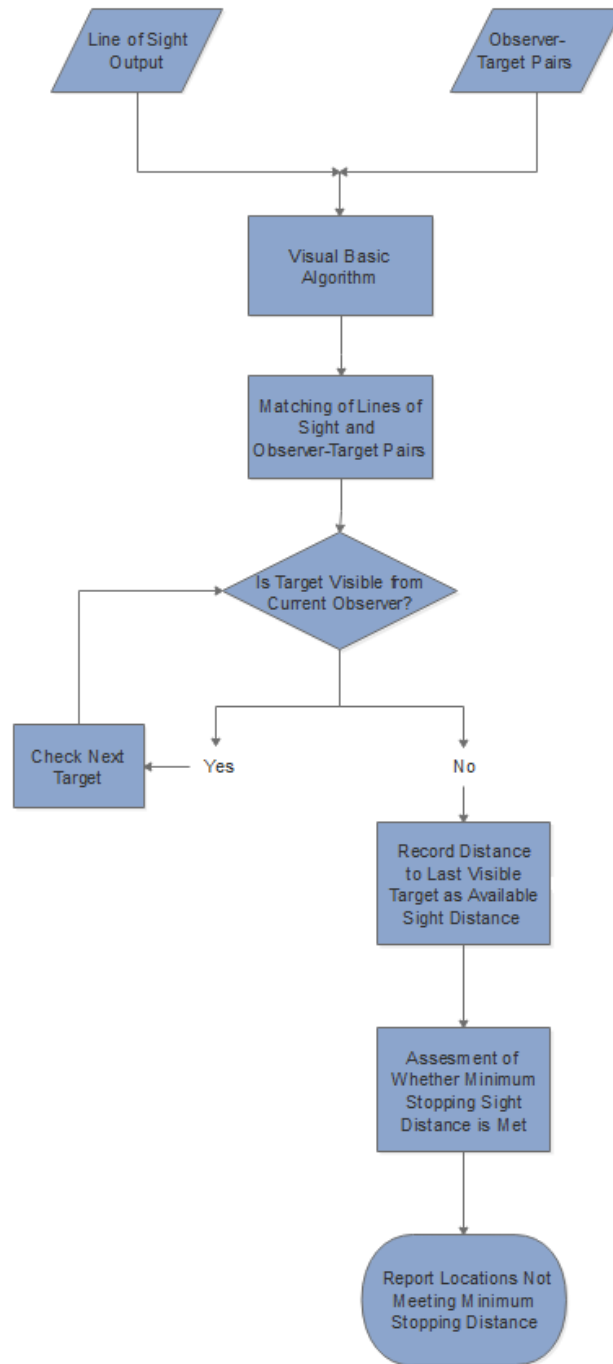 Line of Sight
Output
Observer-
Target Pairs
Visual Basic
Algorithm
Matching of Lines of
Sight and
Observer-Target Pairs
Is Target Visible from
Current Observer?
Check Next
Target
Yes
No
Record Distance
to Last Visible
Target as Available
Sight Distance
Assesment of
Whether Minimum
Stopping Sight
Distance is Met
Report Locations Not
Meeting Minimum
Stopping Distance